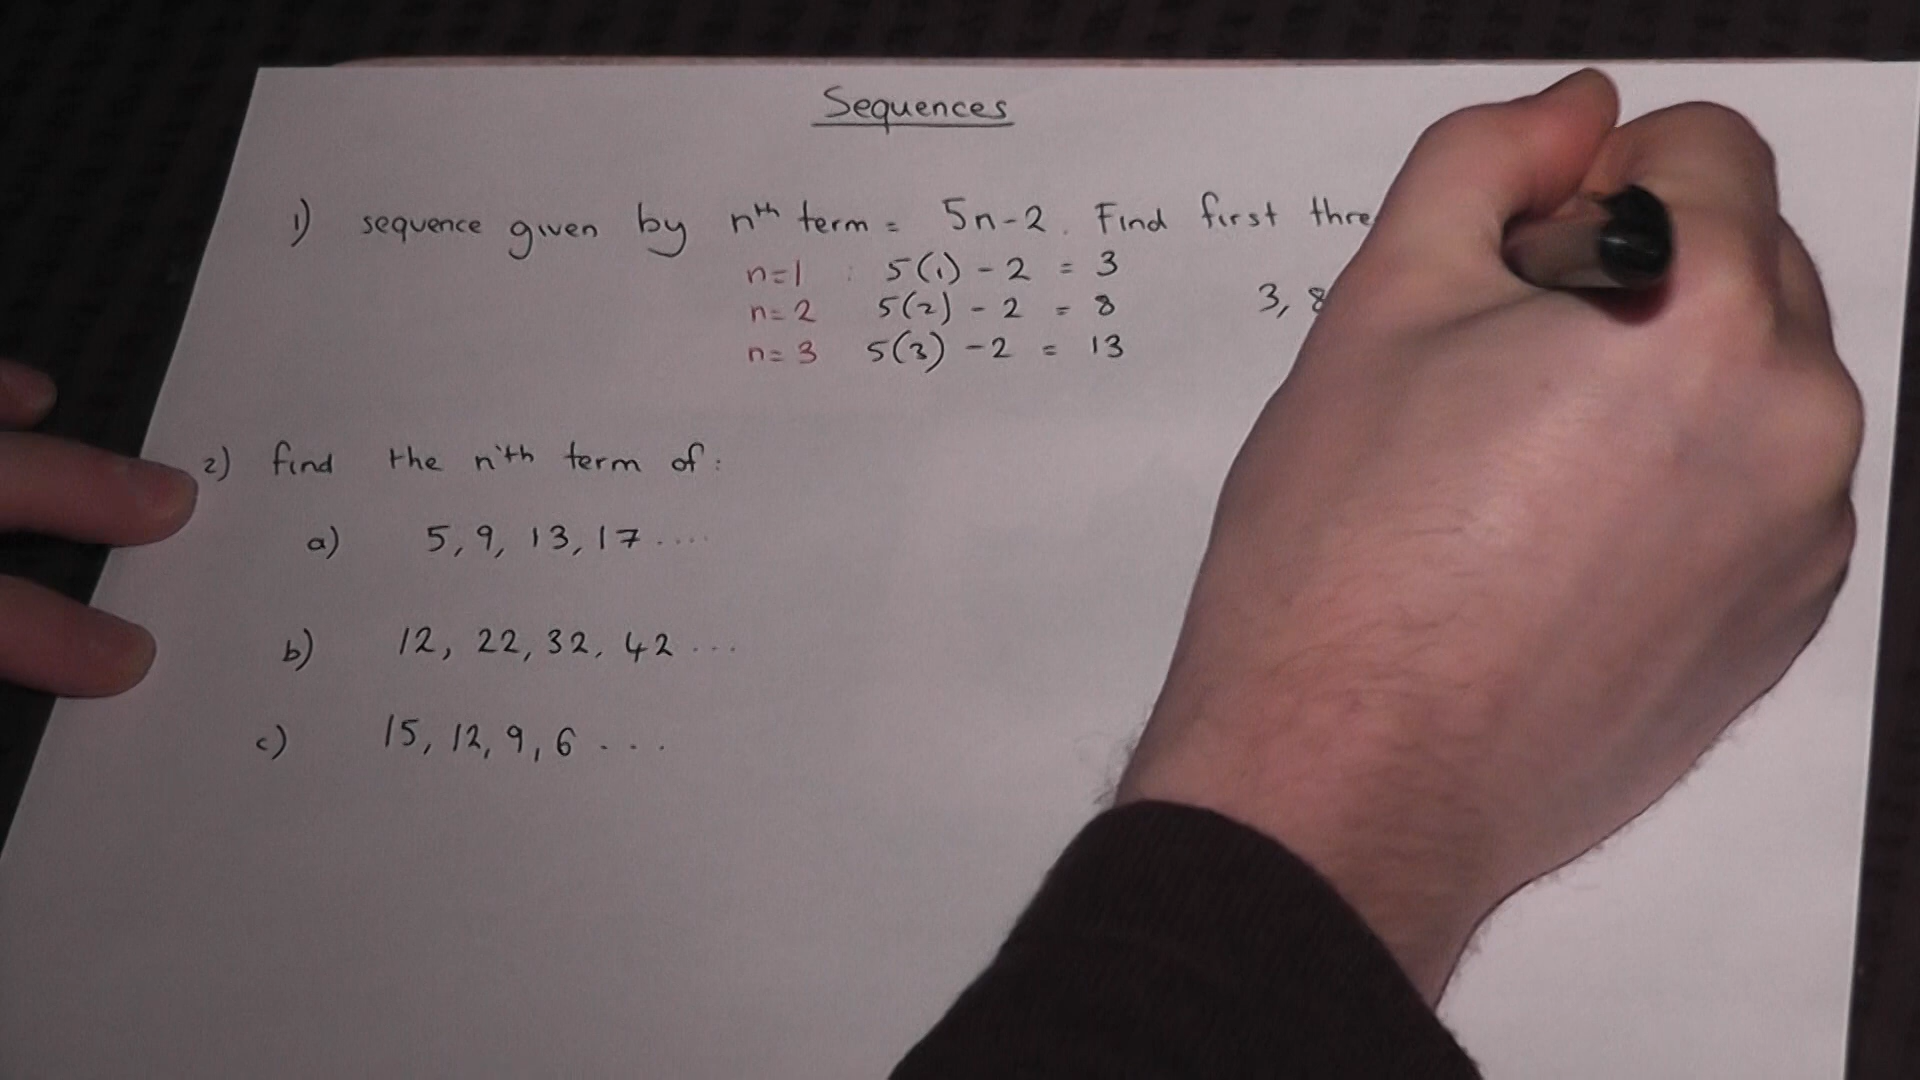 Sequences
1) sequence given by nth term = 5n-2. Find first
n=1 : 5(1) - 2 = 3
n=2 5(2) - 2 = 8 3, 8
n=3 5(3) - 2 = 13
2) find the n'th term of:
a) 5, 9, 13, 17 ....
b) 12, 22, 32, 42 ...
c) 15, 12, 9, 6 ...